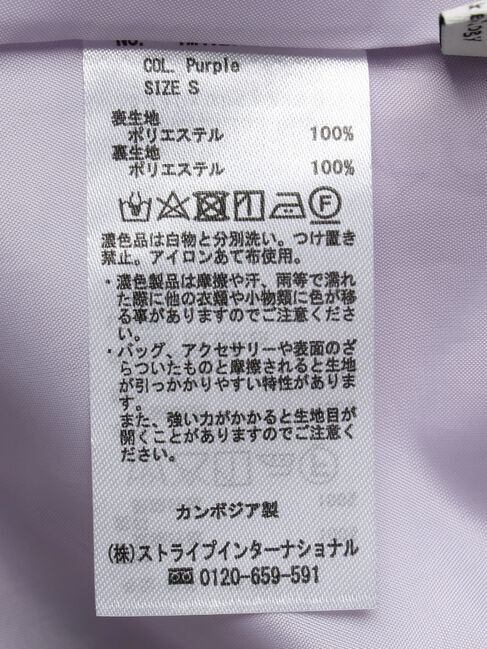 NO.
COL. Purple
SIZE S
表生地
ポリエステル 100%
裏生地
ポリエステル 100%
濃色品は白物と分別洗い。つけ置き
禁止。アイロンあて布使用。
・濃色製品は摩擦や汗、雨等で濡れ
た際に他の衣類や小物類に色が移
る事がありますのでご注意くださ
い。
・バッグ、アクセサリーや表面のざ
らついたものと摩擦されると生地
が引っかかりやすい特性がありま
す。
また、強い力がかかると生地目が
開くことがありますのでご注意く
ださい。
カンボジア製
(株)ストライプインターナショナル
0120-659-591